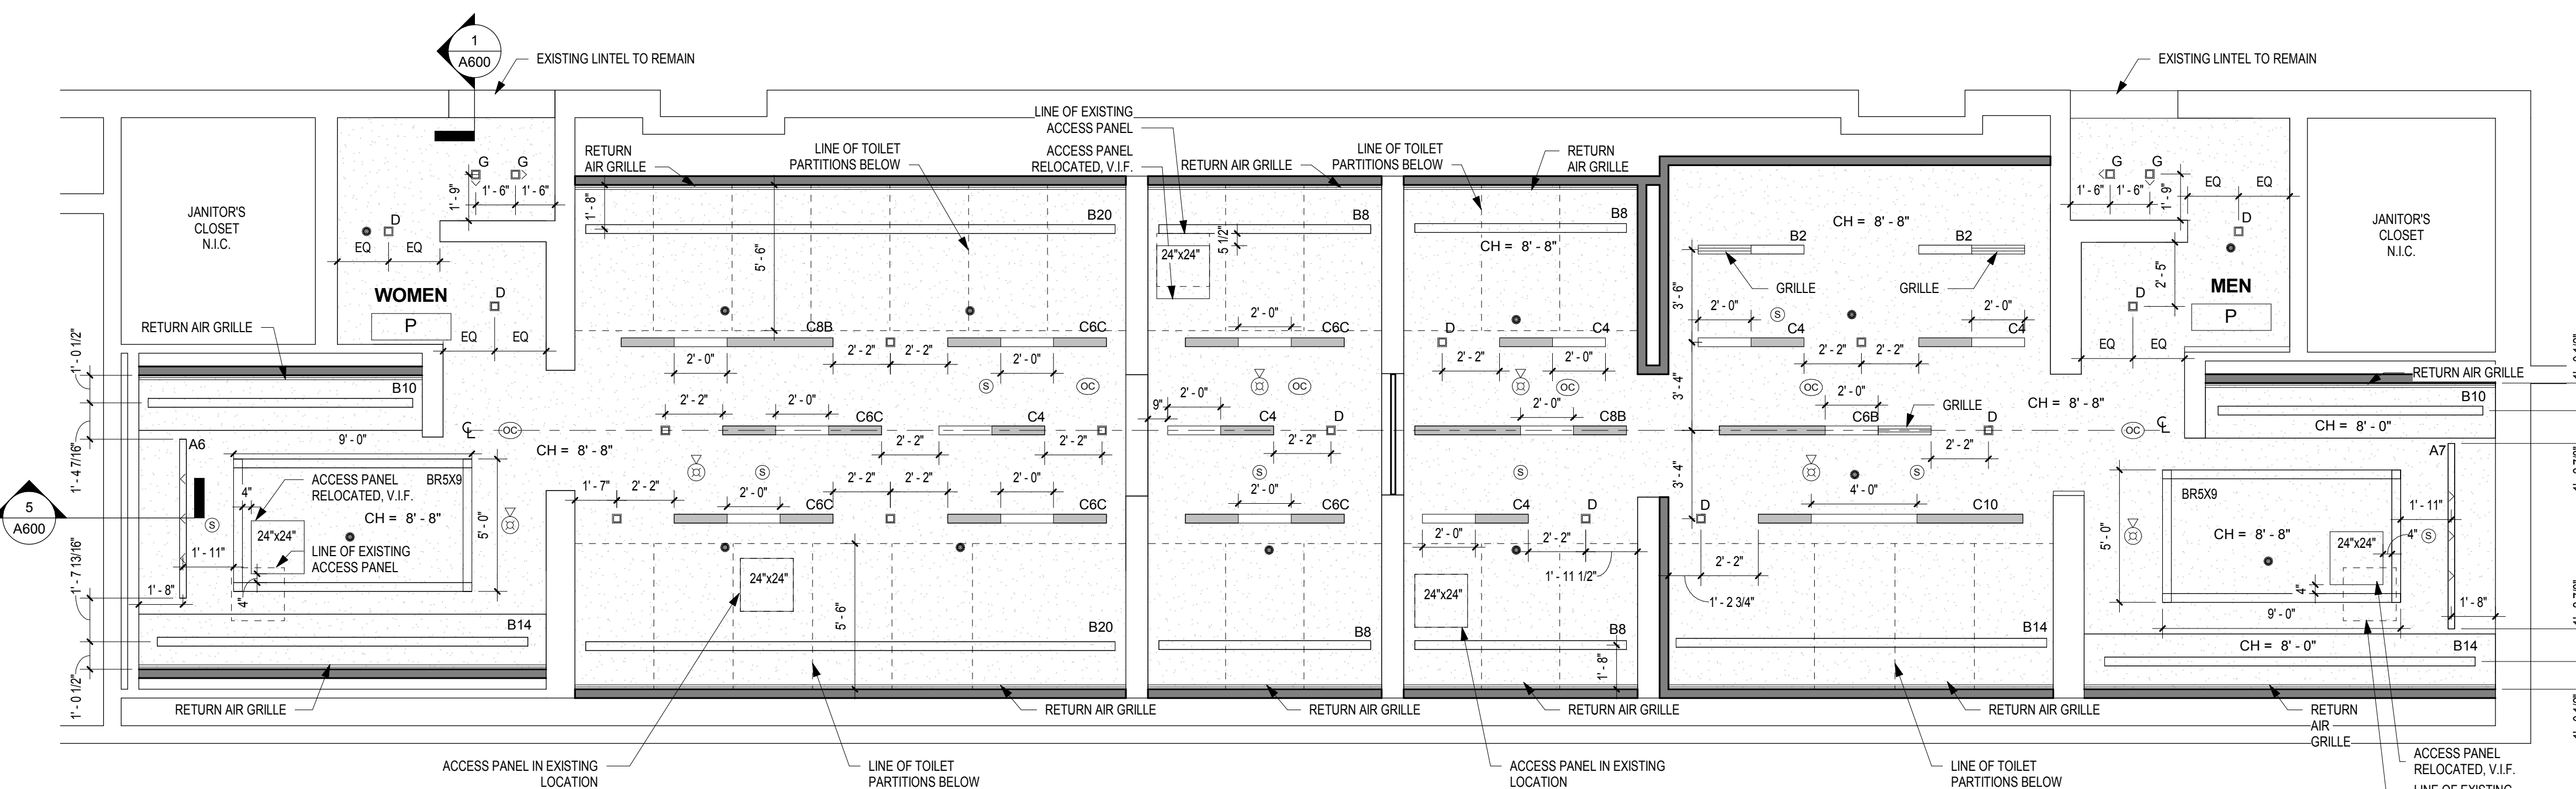 1
A600
EXISTING LINTEL TO REMAIN
EXISTING LINTEL TO REMAIN
LINE OF EXISTING
ACCESS PANEL
ACCESS PANEL
RELOCATED, V.I.F.
RETURN
AIR GRILLE
LINE OF TOILET
PARTITIONS BELOW
RETURN AIR GRILLE
LINE OF TOILET
PARTITIONS BELOW
RETURN
AIR GRILLE
JANITOR'S
CLOSET
N.I.C.
G
G
1' - 6"
1' - 6"
1' - 9"
D
EQ
EQ
WOMEN
P
D
EQ
EQ
1' - 8"
5' - 6"
B20
B8
5 1/2"
24"x24"
B8
CH = 8' - 8"
CH = 8' - 8"
B2
B2
GRILLE
GRILLE
3' - 6"
G
G
1' - 6"
1' - 6"
1' - 9"
EQ
EQ
D
2' - 5"
D
MEN
P
EQ
EQ
JANITOR'S
CLOSET
N.I.C.
RETURN AIR GRILLE
1' - 0 1/2"
B10
C8B
C6C
2' - 0"
2' - 2"
2' - 2"
2' - 0"
S
OC
2' - 0"
C6C
OC
D
2' - 2"
C4
2' - 0"
OC
2' - 0"
S
C4
2' - 2"
2' - 2"
2' - 0"
C4
OC
3' - 4"
RETURN AIR GRILLE
B10
CH = 8' - 0"
1' - 4 7/16"
A6
9' - 0"
CL
OC
CH = 8' - 8"
2' - 2"
2' - 0"
C6C
C4
D
2' - 2"
2' - 2"
9"
2' - 0"
C4
D
2' - 2"
2' - 0"
C8B
2' - 0"
C6B
GRILLE
D
2' - 2"
CH = 8' - 8"
OC
CL
A7
5
A600
ACCESS PANEL
RELOCATED, V.I.F.
BR5X9
4"
CH = 8' - 8"
24"x24"
LINE OF EXISTING
ACCESS PANEL
S
1' - 11"
5' - 0"
4"
1' - 7 13/16"
1' - 8"
B14
1' - 0 1/2"
RETURN AIR GRILLE
S
1' - 7"
2' - 2"
2' - 0"
C6C
2' - 2"
2' - 2"
2' - 0"
C6C
24"x24"
5' - 6"
B20
S
2' - 0"
C6C
B8
S
C4
D
2' - 0"
2' - 2"
1' - 11 1/2"
24"x24"
B8
1' - 8"
3' - 4"
S
4' - 0"
D
C10
2' - 2"
1' - 2 3/4"
B14
BR5X9
5' - 0"
CH = 8' - 8"
24"x24"
1' - 11"
4"
S
4"
9' - 0"
1' - 8"
CH = 8' - 0"
B14
RETURN AIR GRILLE
RETURN AIR GRILLE
RETURN AIR GRILLE
RETURN AIR GRILLE
RETURN
AIR
GRILLE
ACCESS PANEL IN EXISTING
LOCATION
LINE OF TOILET
PARTITIONS BELOW
ACCESS PANEL IN EXISTING
LOCATION
LINE OF TOILET
PARTITIONS BELOW
ACCESS PANEL
RELOCATED, V.I.F.
LINE OF EXISTING